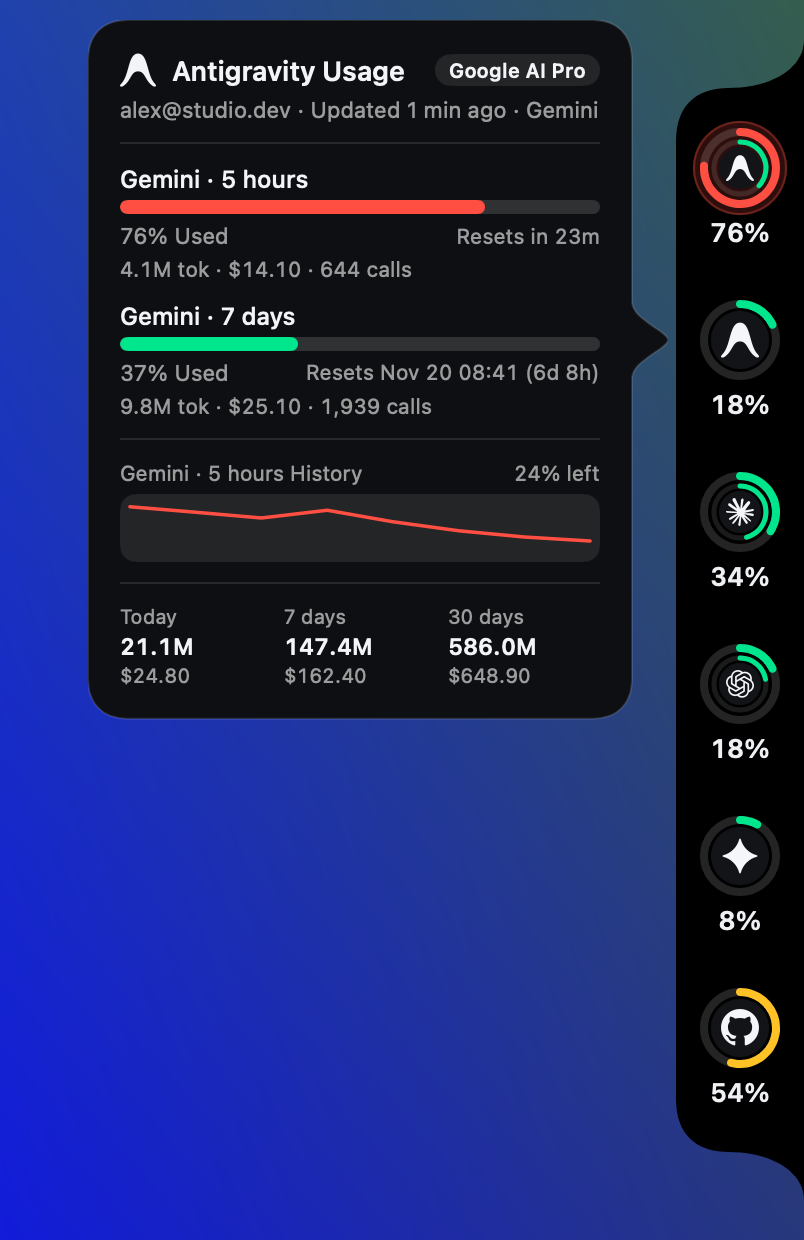 Antigravity Usage Google AI Pro
alex@studio.dev · Updated 1 min ago · Gemini
Gemini · 5 hours
76% Used Resets in 23m
4.1M tok · $14.10 · 644 calls
Gemini · 7 days
37% Used Resets Nov 20 08:41 (6d 8h)
9.8M tok · $25.10 · 1,939 calls
Gemini · 5 hours History 24% left
Today 7 days 30 days
21.1M 147.4M 586.0M
$24.80 $162.40 $648.90
76%
18%
34%
18%
8%
54%